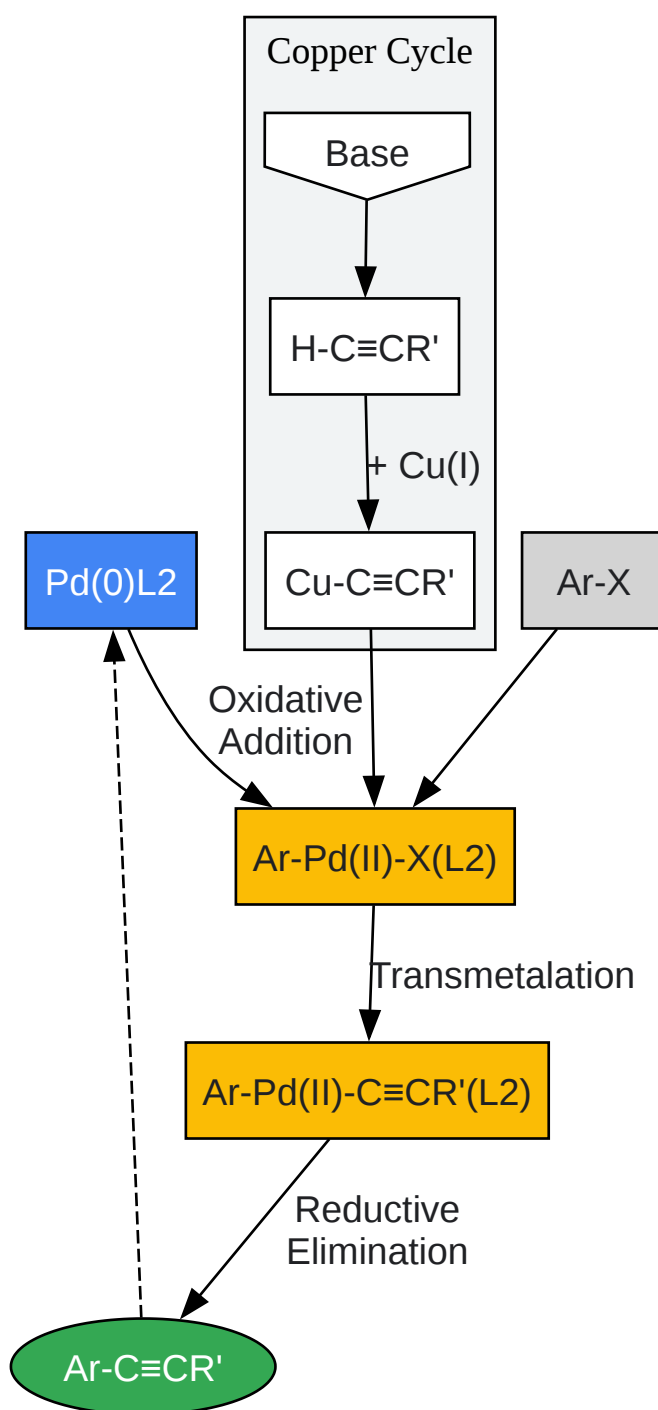 Copper Cycle
Base
H-C≡CR'
+ Cu(I)
Pd(0)L2
Cu-C≡CR'
Ar-X
Oxidative
Addition
Ar-Pd(II)-X(L2)
Transmetalation
Ar-Pd(II)-C≡CR'(L2)
Reductive
Elimination
Ar-C≡CR'